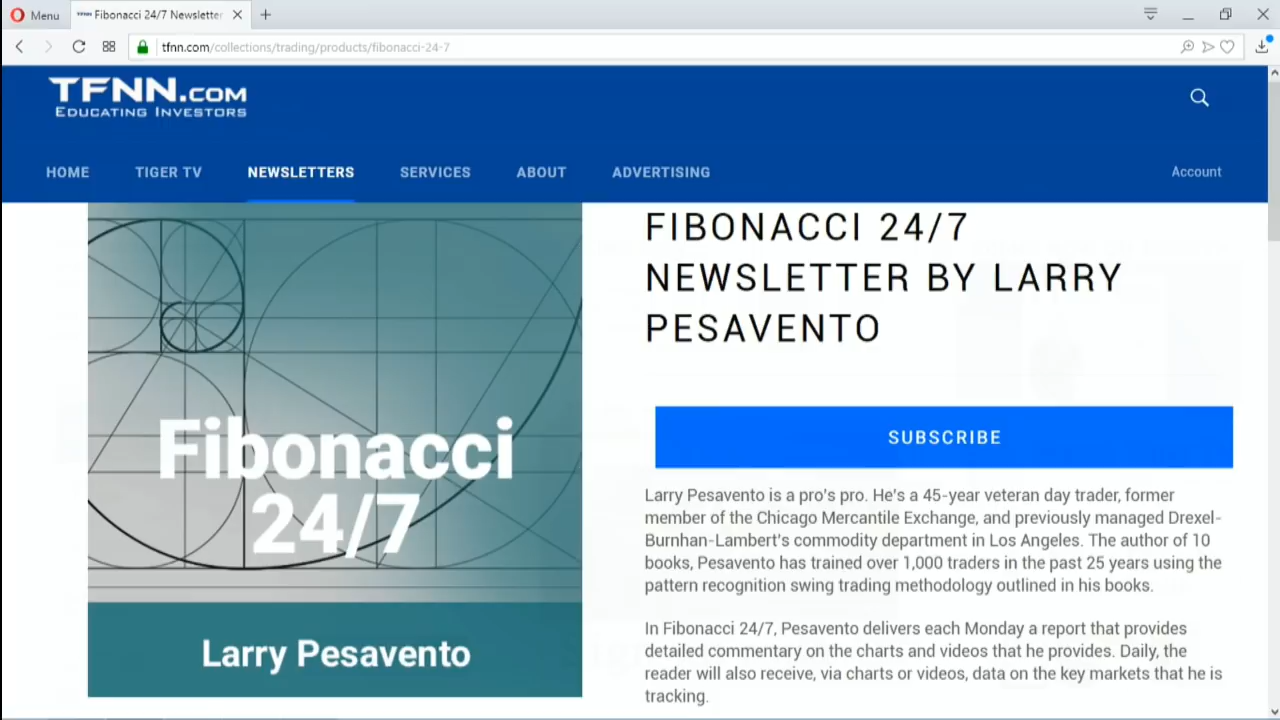 Menu
Fibonacci 24/7 Newsletter
tfnn.com/collections/trading/products/fibonacci-24-7
TFNN.COM
EDUCATING INVESTORS
HOME TIGER TV NEWSLETTERS SERVICES ABOUT ADVERTISING Account
Fibonacci
24/7
Larry Pesavento
FIBONACCI 24/7
NEWSLETTER BY LARRY
PESAVENTO
SUBSCRIBE
Larry Pesavento is a pro's pro. He's a 45-year veteran day trader, former
member of the Chicago Mercantile Exchange, and previously managed Drexel-
Burnhan-Lambert's commodity department in Los Angeles. The author of 10
books, Pesavento has trained over 1,000 traders in the past 25 years using the
pattern recognition swing trading methodology outlined in his books.
In Fibonacci 24/7, Pesavento delivers each Monday a report that provides
detailed commentary on the charts and videos that he provides. Daily, the
reader will also receive, via charts or videos, data on the key markets that he is
tracking.